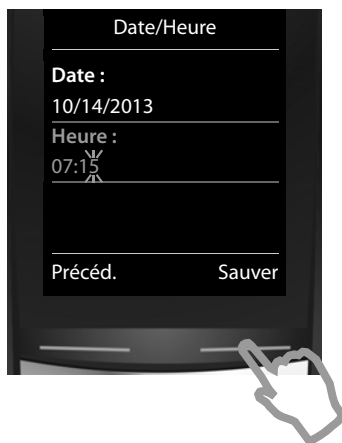 Date/Heure
Date :
10/14/2013
Heure :
07:15
Précéd. Sauver